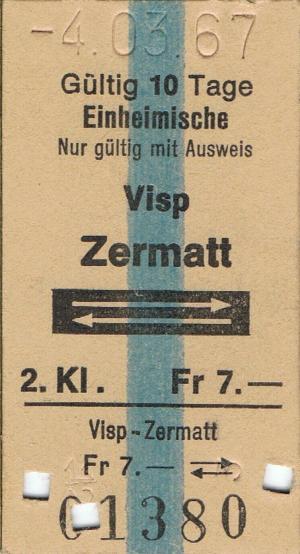 -4.03.67
Gültig 10 Tage
Einheimische
Nur gültig mit Ausweis
Visp
Zermatt
2. Kl. Fr 7.—
Visp - Zermatt
Fr 7.—
01380